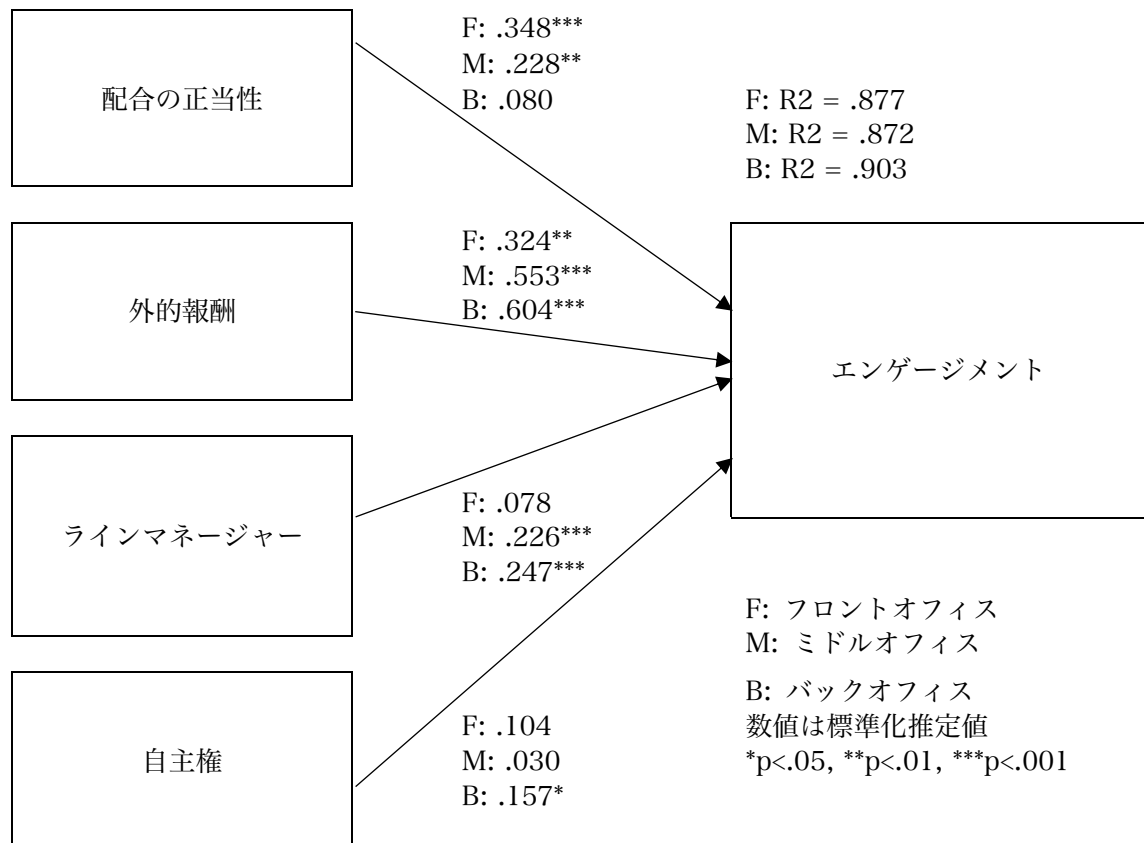 配合の正当性
F: .348***
M: .228**
B: .080
F: R2 = .877
M: R2 = .872
B: R2 = .903
外的報酬
F: .324**
M: .553***
B: .604***
エンゲージメント
ラインマネージャー
F: .078
M: .226***
B: .247***
自主権
F: .104
M: .030
B: .157*
F: フロントオフィス
M: ミドルオフィス
B: バックオフィス
数値は標準化推定値
*p<.05, **p<.01, ***p<.001